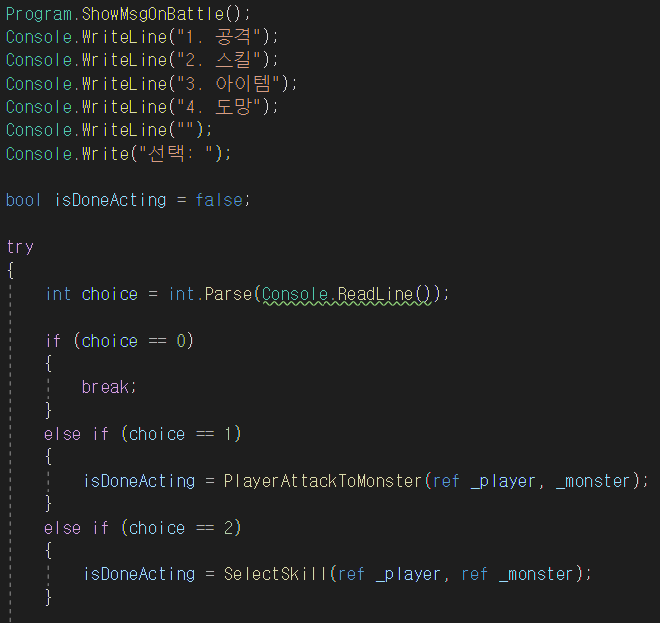 Program.ShowMsgOnBattle();
Console.WriteLine("1. 공격");
Console.WriteLine("2. 스킬");
Console.WriteLine("3. 아이템");
Console.WriteLine("4. 도망");
Console.WriteLine("");
Console.Write("선택: ");
bool isDoneActing = false;
try
{
int choice = int.Parse(Console.ReadLine());
if (choice == 0)
{
break;
}
else if (choice == 1)
{
isDoneActing = PlayerAttackToMonster(ref _player, _monster);
}
else if (choice == 2)
{
isDoneActing = SelectSkill(ref _player, ref _monster);
}